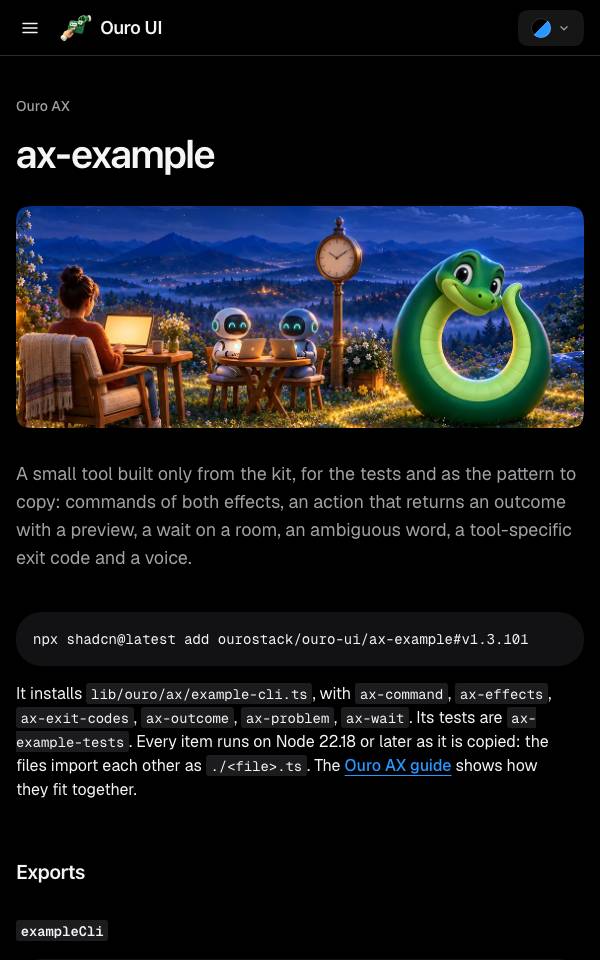 Ouro UI
Ouro AX
ax-example
A small tool built only from the kit, for the tests and as the pattern to
copy: commands of both effects, an action that returns an outcome
with a preview, a wait on a room, an ambiguous word, a tool-specific
exit code and a voice.
npx shadcn@latest add ourostack/ouro-ui/ax-example#v1.3.101
It installs lib/ouro/ax/example-cli.ts, with ax-command, ax-effects,
ax-exit-codes, ax-outcome, ax-problem, ax-wait. Its tests are ax-
example-tests. Every item runs on Node 22.18 or later as it is copied: the
files import each other as ./<file>.ts. The Ouro AX guide shows how
they fit together.
Exports
exampleCli